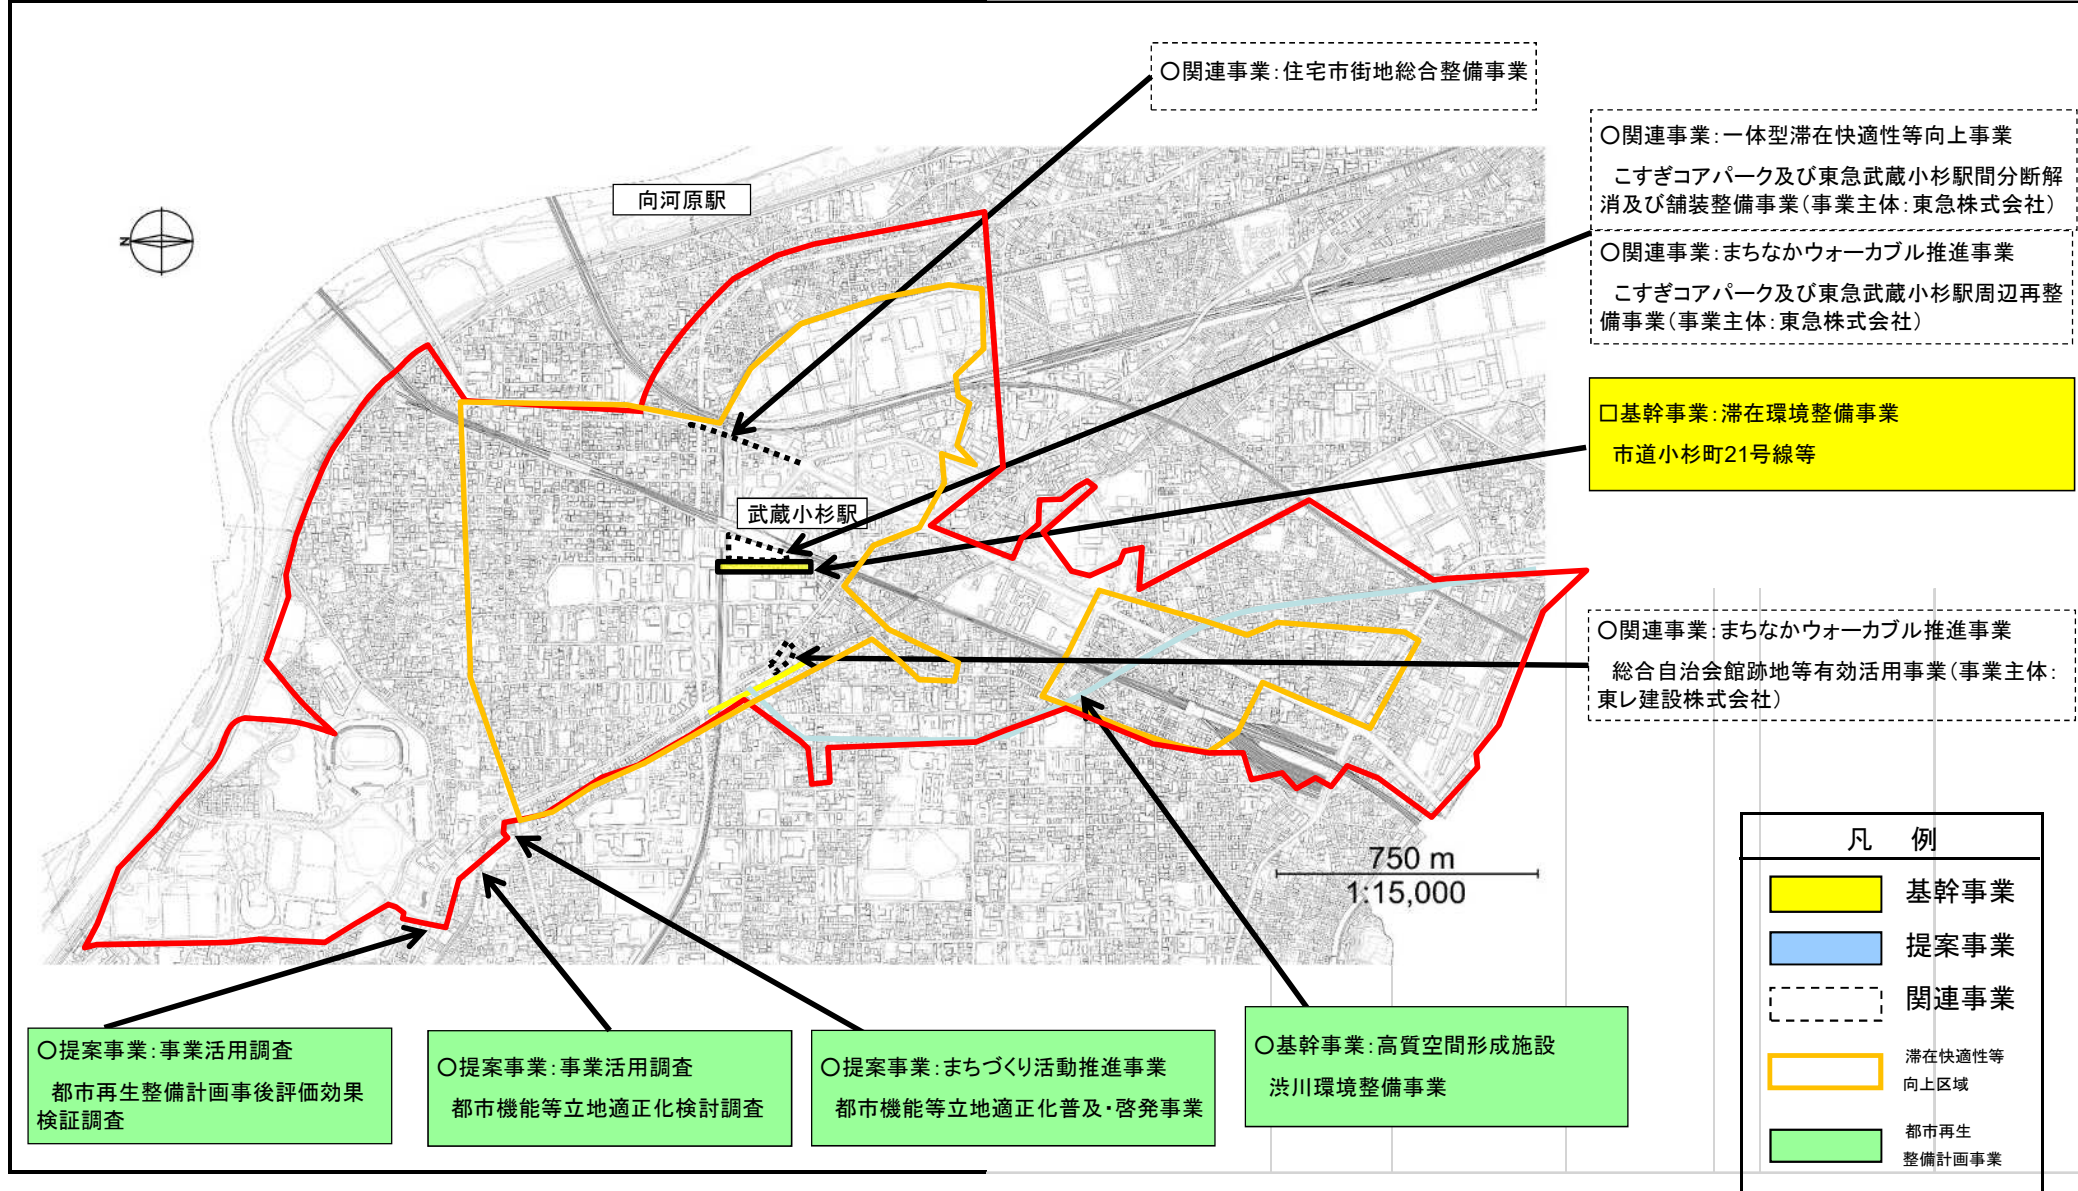 〇関連事業：住宅市街地総合整備事業
〇関連事業：一体型滞在快適性等向上事業
こすぎコアパーク及び東急武蔵小杉駅間分断解
消及び舗装整備事業（事業主体：東急株式会社）
〇関連事業：まちなかウォーカブル推進事業
こすぎコアパーク及び東急武蔵小杉駅周辺再整
備事業（事業主体：東急株式会社）
向河原駅
N
□基幹事業：滞在環境整備事業
市道小杉町21号線等
武蔵小杉駅
〇関連事業：まちなかウォーカブル推進事業
総合自治会館跡地等有効活用事業（事業主体：
東レ建設株式会社）
750 m
1:15,000
凡　例
基幹事業
提案事業
関連事業
滞在快適性等
向上区域
都市再生
整備計画事業
〇提案事業：事業活用調査
都市再生整備計画事後評価効果
検証調査
〇提案事業：事業活用調査
都市機能等立地適正化検討調査
〇提案事業：まちづくり活動推進事業
都市機能等立地適正化普及・啓発事業
〇基幹事業：高質空間形成施設
渋川環境整備事業